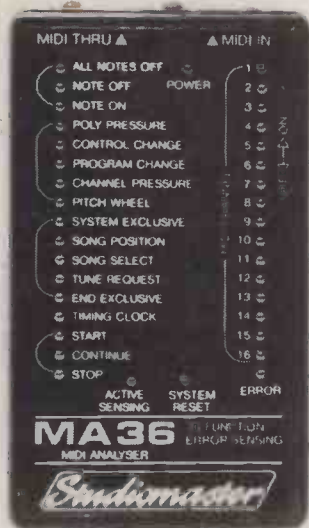 MIDI THRU ▲
▲ MIDI IN
ALL NOTES OFF
NOTE OFF
NOTE ON
POLY PRESSURE
CONTROL CHANGE
PROGRAM CHANGE
CHANNEL PRESSURE
PITCH WHEEL
SYSTEM EXCLUSIVE
SONG POSITION
SONG SELECT
TUNE REQUEST
END EXCLUSIVE
TIMING CLOCK
START
CONTINUE
STOP
POWER
1
2
3
4
5
6
7
8
9
10
11
12
13
14
15
16
ERROR
ACTIVE
SENSING
SYSTEM
RESET
MA36
FUNCTION
ERROR SENSING
MIDI ANALYSER
Studiomaster